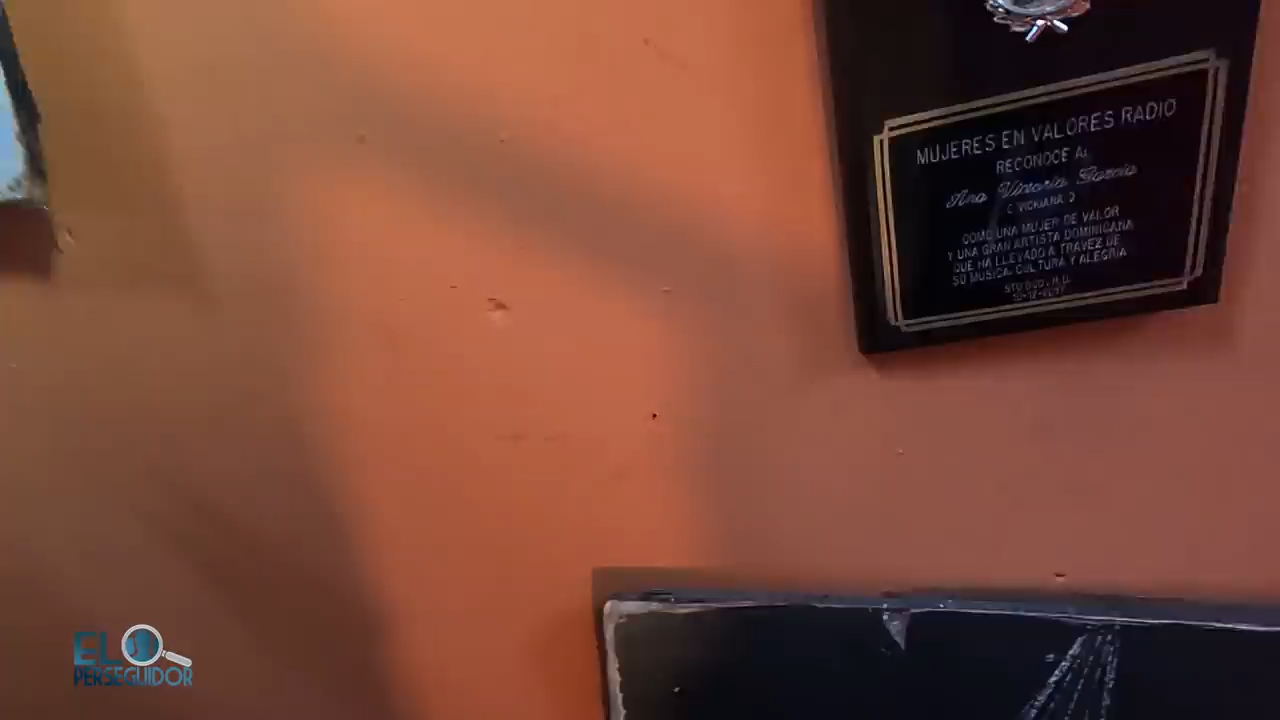 MUJERES EN VALORES RADIO
RECONOCE A:
Ana Victoria García
( VICKIANA )
COMO UNA MUJER DE VALOR
Y UNA GRAN ARTISTA DOMINICANA
QUE HA LLEVADO A TRAVEZ DE
SU MUSICA, CULTURA Y ALEGRIA
EL
PERSEGUIDOR